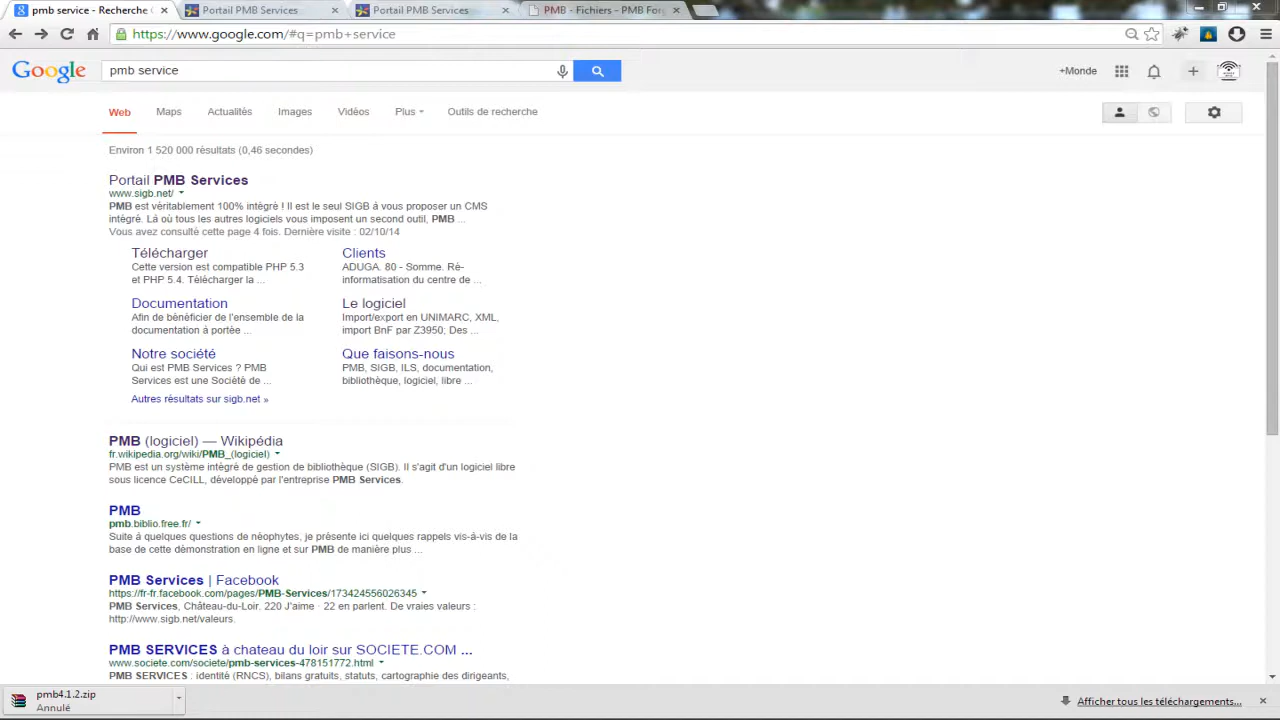 pmb service - Recherche
Portail PMB Services
Portail PMB Services
PMB - Fichiers - PMB For
https://www.google.com/#q=pmb+service
Google
pmb service
+Monde
Web Maps Actualités Images Vidéos Plus Outils de recherche
Environ 1 520 000 résultats (0,46 secondes)
Portail PMB Services
www.sigb.net/
PMB est véritablement 100% intégré ! Il est le seul SIGB à vous proposer un CMS
intégré. Là où tous les autres logiciels vous imposent un second outil, PMB ...
Vous avez consulté cette page 4 fois. Dernière visite : 02/10/14
Télécharger
Cette version est compatible PHP 5.3
et PHP 5.4. Télécharger la ...
Clients
ADUGA. 80 - Somme. Ré-
informatisation du centre de ...
Documentation
Afin de bénéficier de l'ensemble de la
documentation à portée ...
Le logiciel
Import/export en UNIMARC, XML,
import BnF par Z3950; Des ...
Notre société
Qui est PMB Services ? PMB
Services est une Société de ...
Que faisons-nous
PMB, SIGB, ILS, documentation,
bibliothèque, logiciel, libre ...
Autres résultats sur sigb.net »
PMB (logiciel) — Wikipédia
fr.wikipedia.org/wiki/PMB_(logiciel)
PMB est un système intégré de gestion de bibliothèque (SIGB). Il s'agit d'un logiciel libre
sous licence CeCILL, développé par l'entreprise PMB Services.
PMB
pmb.biblio.free.fr/
Suite à quelques questions de néophytes, je présente ici quelques rappels vis-à-vis de la
base de cette démonstration en ligne et sur PMB de manière plus ...
PMB Services | Facebook
https://fr-fr.facebook.com/pages/PMB-Services/173424556026345
PMB Services, Château-du-Loir. 220 J'aime · 22 en parlent. De vraies valeurs :
http://www.sigb.net/valeurs.
PMB SERVICES à chateau du loir sur SOCIETE.COM ...
www.societe.com/societe/pmb-services-478151772.html
PMB SERVICES : identité (RNCS), bilans gratuits, statuts, cartographie des dirigeants,
pmb4.1.2.zip
Annulé
Afficher tous les téléchargements...